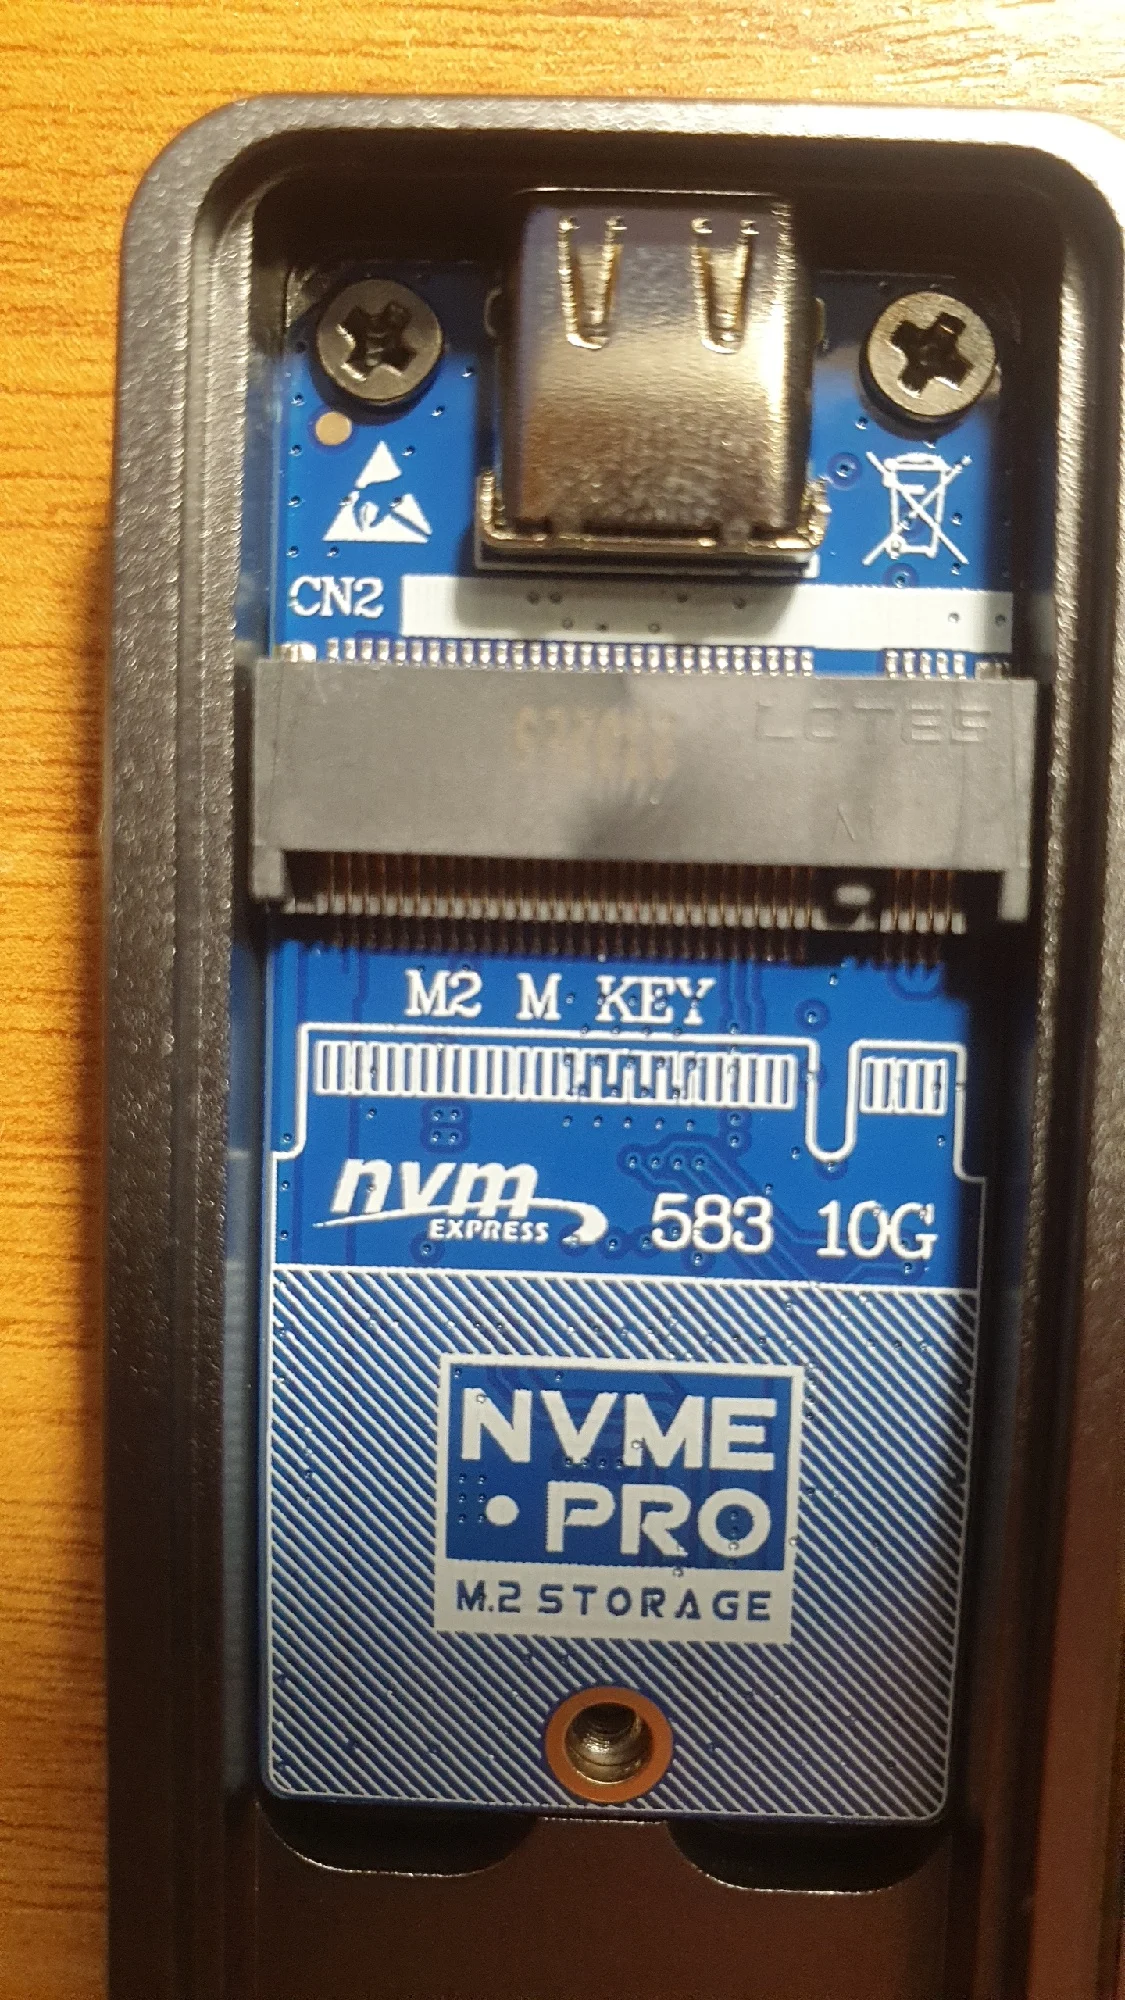 CN2
LOTES
M2 M KEY
nvm
EXPRESS
583 10G
NVME
•PRO
M.2 STORAGE